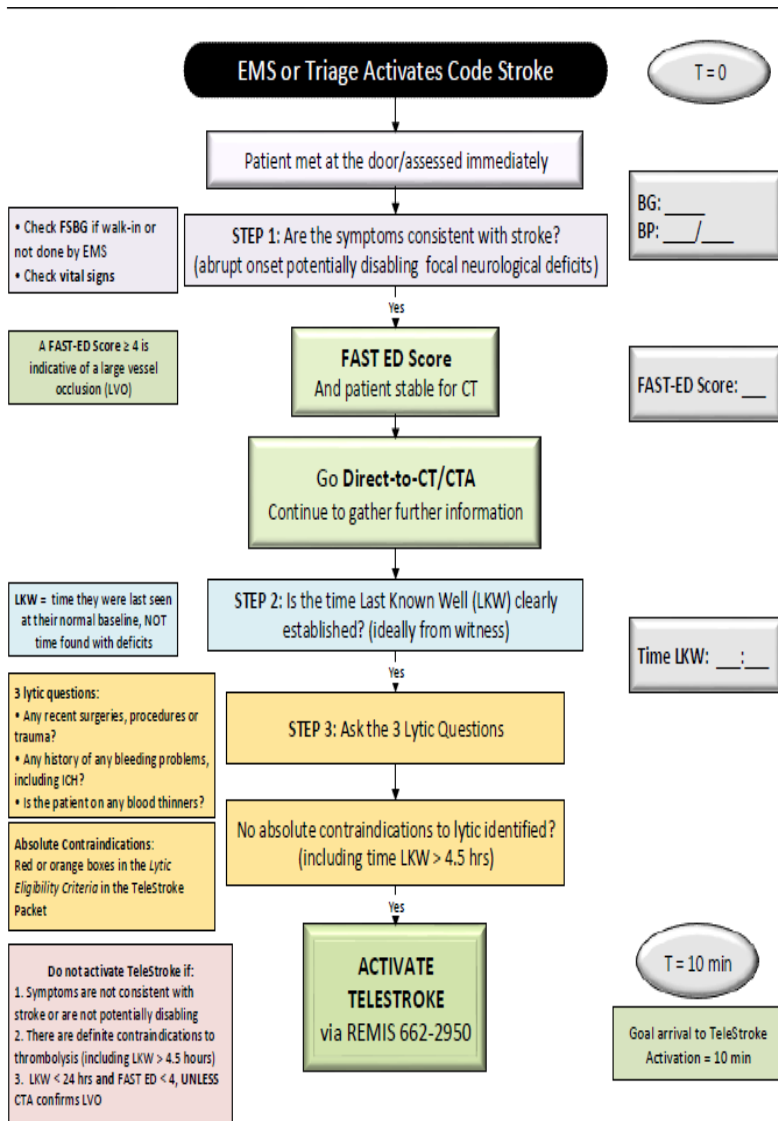 EMS or Triage Activates Code Stroke
T = 0
Patient met at the door/assessed immediately
• Check FSBG if walk-in or
not done by EMS
• Check vital signs
STEP 1: Are the symptoms consistent with stroke?
(abrupt onset potentially disabling focal neurological deficits)
BG: ____
BP: ____/____
Yes
A FAST-ED Score ≥ 4 is
indicative of a large vessel
occlusion (LVO)
FAST ED Score
And patient stable for CT
FAST-ED Score: ___
Go Direct-to-CT/CTA
Continue to gather further information
LKW = time they were last seen
at their normal baseline, NOT
time found with deficits
STEP 2: Is the time Last Known Well (LKW) clearly
established? (ideally from witness)
Time LKW: ___:___
Yes
3 lytic questions:
• Any recent surgeries, procedures or
trauma?
• Any history of any bleeding problems,
including ICH?
• Is the patient on any blood thinners?
STEP 3: Ask the 3 Lytic Questions
Absolute Contraindications:
Red or orange boxes in the Lytic
Eligibility Criteria in the TeleStroke
Packet
No absolute contraindications to lytic identified?
(including time LKW > 4.5 hrs)
Yes
Do not activate TeleStroke if:
1. Symptoms are not consistent with
stroke or are not potentially disabling
2. There are definite contraindications to
thrombolysis (including LKW > 4.5 hours)
3. LKW < 24 hrs and FAST ED < 4, UNLESS
CTA confirms LVO
ACTIVATE
TELESTROKE
via REMIS 662-2950
T = 10 min
Goal arrival to TeleStroke
Activation = 10 min